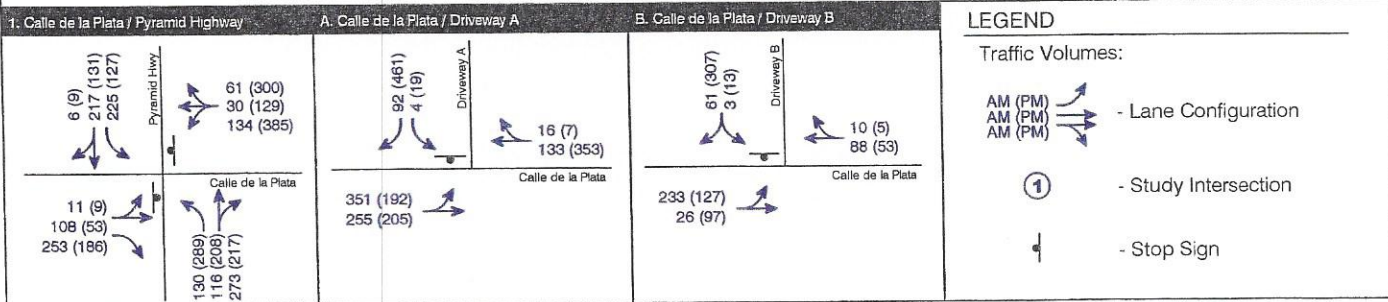 1. Calle de la Plata / Pyramid Highway
6 (9)
217 (131)
225 (127)
Pyramid Hwy
61 (300)
30 (129)
134 (385)
Calle de la Plata
11 (9)
108 (53)
253 (186)
130 (289)
116 (208)
273 (217)
A. Calle de la Plata / Driveway A
92 (461)
4 (19)
Driveway A
16 (7)
133 (353)
Calle de la Plata
351 (192)
255 (205)
B. Calle de la Plata / Driveway B
61 (307)
3 (13)
Driveway B
10 (5)
88 (53)
Calle de la Plata
233 (127)
26 (97)
LEGEND
Traffic Volumes:
AM (PM)
AM (PM)
AM (PM)
- Lane Configuration
1
- Study Intersection
- Stop Sign